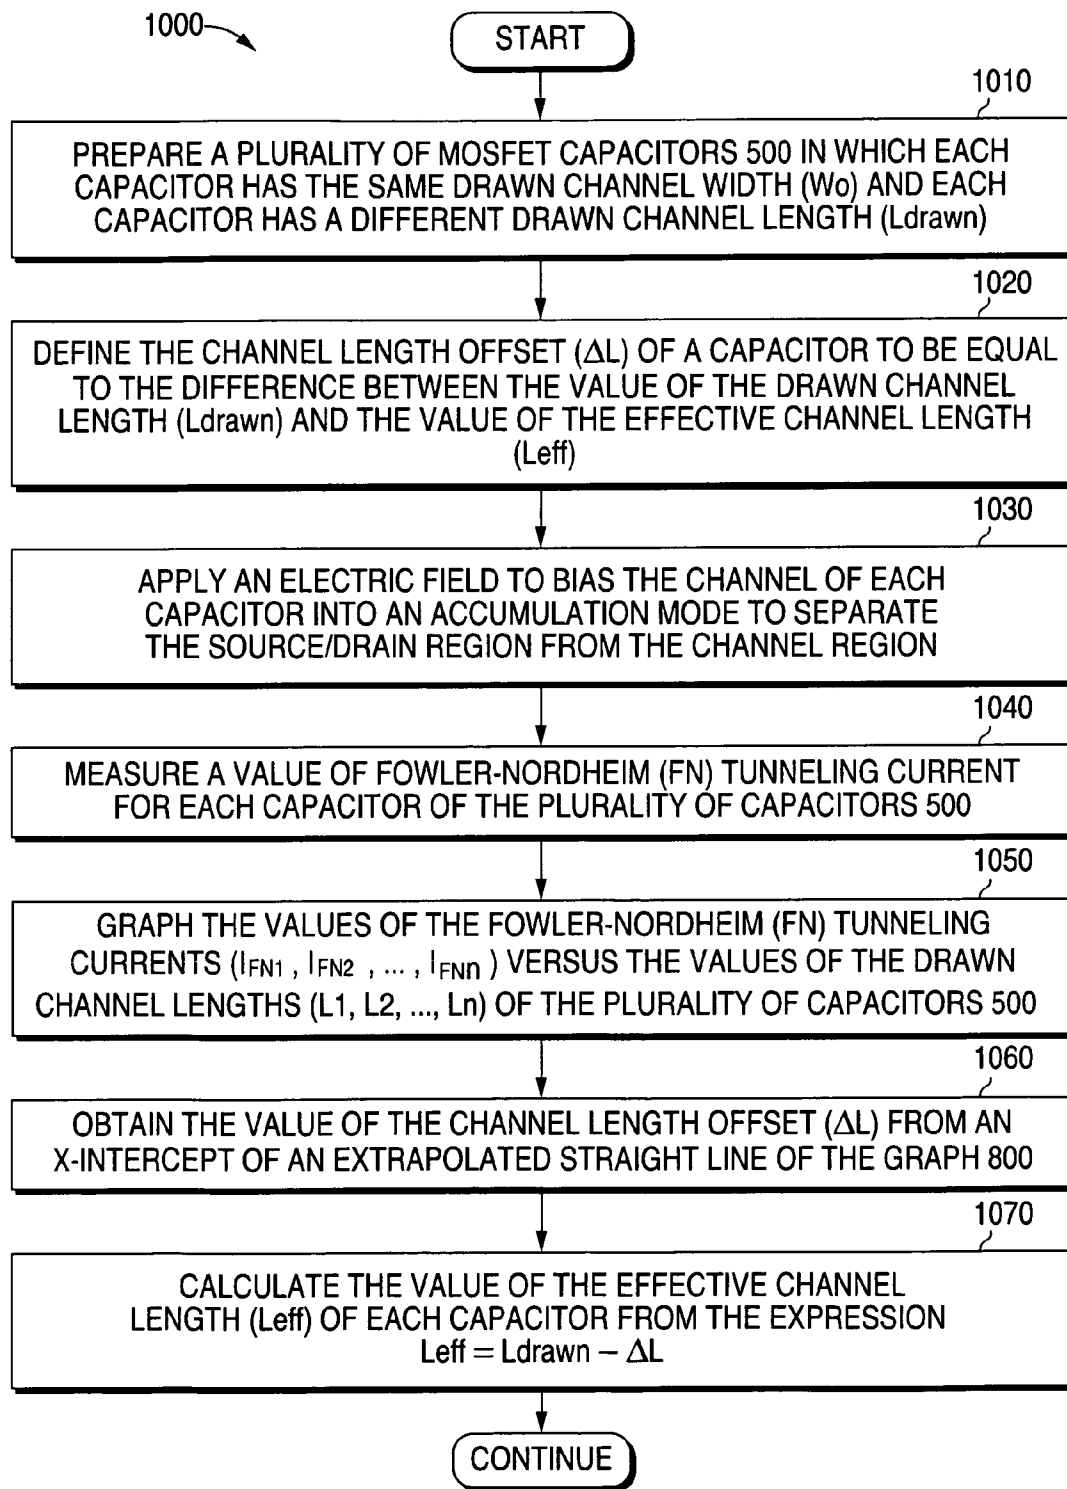 1000
START
1010
PREPARE A PLURALITY OF MOSFET CAPACITORS 500 IN WHICH EACH
CAPACITOR HAS THE SAME DRAWN CHANNEL WIDTH (Wo) AND EACH
CAPACITOR HAS A DIFFERENT DRAWN CHANNEL LENGTH (Ldrawn)
1020
DEFINE THE CHANNEL LENGTH OFFSET (ΔL) OF A CAPACITOR TO BE EQUAL
TO THE DIFFERENCE BETWEEN THE VALUE OF THE DRAWN CHANNEL
LENGTH (Ldrawn) AND THE VALUE OF THE EFFECTIVE CHANNEL LENGTH
(Leff)
1030
APPLY AN ELECTRIC FIELD TO BIAS THE CHANNEL OF EACH
CAPACITOR INTO AN ACCUMULATION MODE TO SEPARATE
THE SOURCE/DRAIN REGION FROM THE CHANNEL REGION
1040
MEASURE A VALUE OF FOWLER-NORDHEIM (FN) TUNNELING CURRENT
FOR EACH CAPACITOR OF THE PLURALITY OF CAPACITORS 500
1050
GRAPH THE VALUES OF THE FOWLER-NORDHEIM (FN) TUNNELING
CURRENTS (IFN1 , IFN2 , ... , IFNn ) VERSUS THE VALUES OF THE DRAWN
CHANNEL LENGTHS (L1, L2, ..., Ln) OF THE PLURALITY OF CAPACITORS 500
1060
OBTAIN THE VALUE OF THE CHANNEL LENGTH OFFSET (ΔL) FROM AN
X-INTERCEPT OF AN EXTRAPOLATED STRAIGHT LINE OF THE GRAPH 800
1070
CALCULATE THE VALUE OF THE EFFECTIVE CHANNEL
LENGTH (Leff) OF EACH CAPACITOR FROM THE EXPRESSION
Leff = Ldrawn – ΔL
CONTINUE